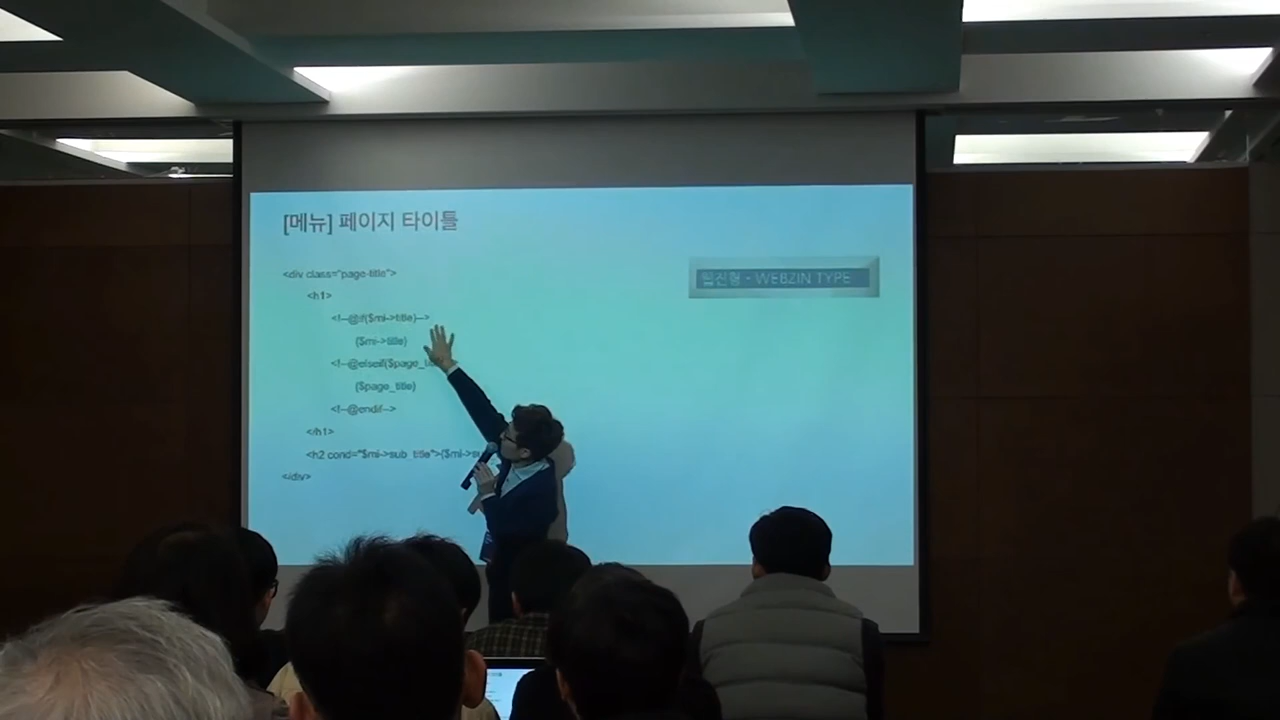 [메뉴] 페이지 타이틀
<div class="page-title">
<h1>
<!--@if($mi->title)-->
{$mi->title}
<!--@elseif($page_
{$page_title}
<!--@endif-->
</h1>
<h2 cond="$mi->sub_title">{$mi->su
</div>
웹진형 - WEBZIN TYPE